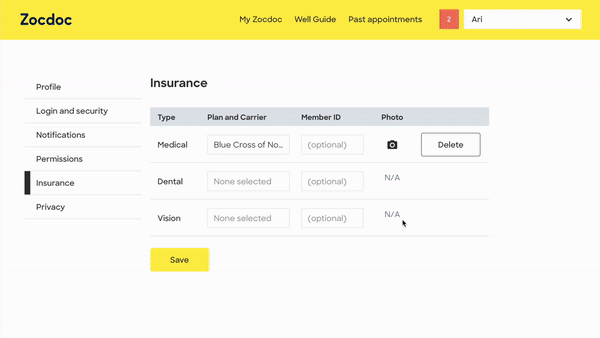 Zocdoc
My Zocdoc Well Guide Past appointments 2 Ari
Insurance
Profile
Login and security
Notifications
Permissions
Insurance
Privacy
Type Plan and Carrier Member ID Photo
Medical Blue Cross of No... (optional) Delete
Dental None selected (optional) N/A
Vision None selected (optional) N/A
Save